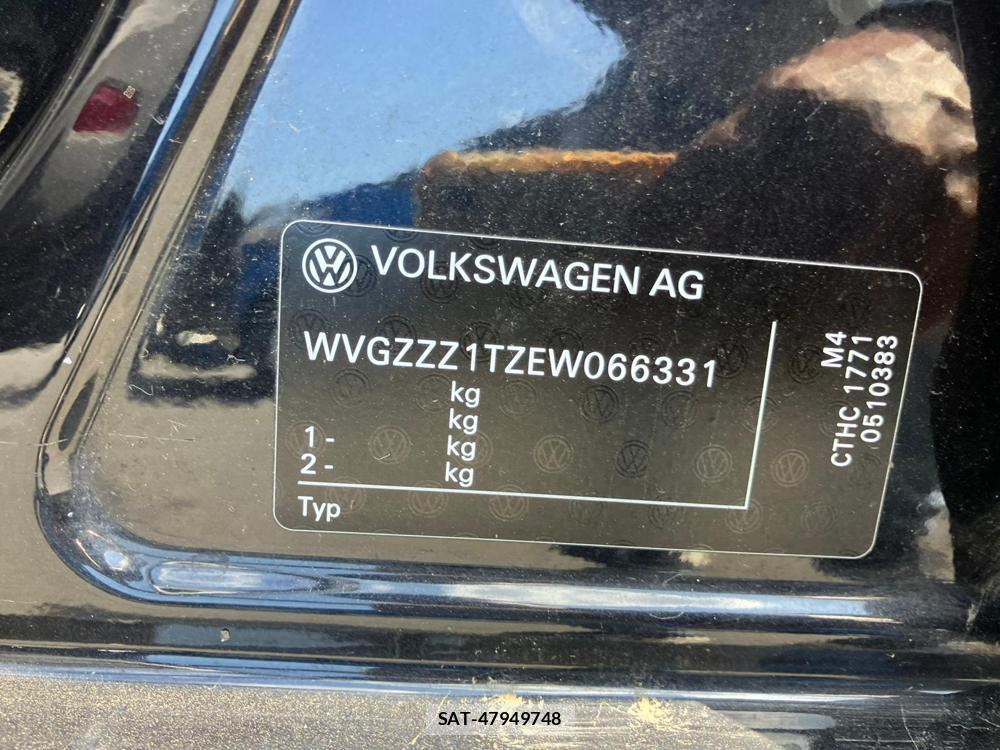 VOLKSWAGEN AG
WVGZZZ1TZEW066331
kg
kg
1 - kg
2 - kg
Typ
M4
CTHC 1771
0510383
SAT-47949748